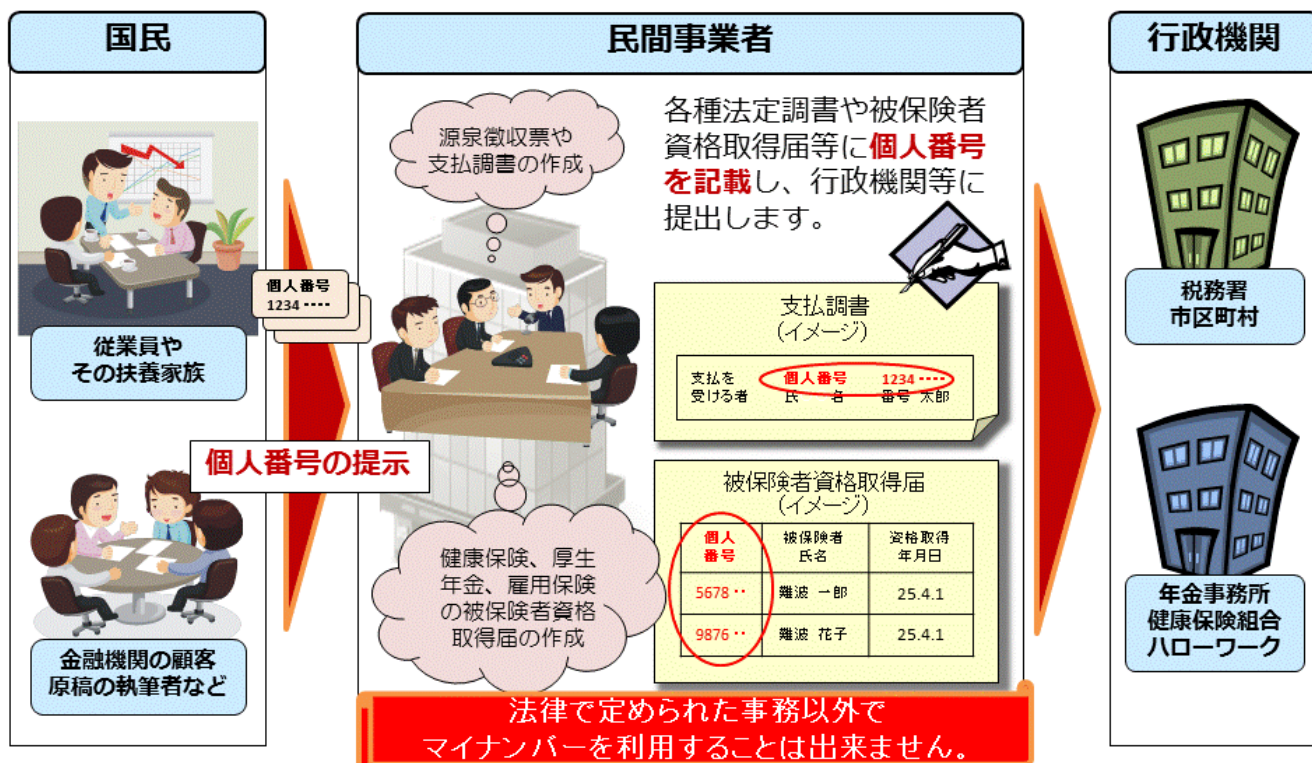 国民
従業員や
その扶養家族
個人番号
1234 ‥‥
個人番号の提示
金融機関の顧客
原稿の執筆者など
民間事業者
源泉徴収票や
支払調書の作成
各種法定調書や被保険者
資格取得届等に個人番号
を記載し、行政機関等に
提出します。
支払調書
(イメージ)
支払を 個人番号 1234 ‥‥
受ける者 氏 名 番号 太郎
健康保険、厚生
年金、雇用保険
の被保険者資格
取得届の作成
被保険者資格取得届
(イメージ)
個人 被保険者 資格取得
番号 氏名 年月日
5678 ‥ 難波 一郎 25.4.1
9876 ‥ 難波 花子 25.4.1
法律で定められた事務以外で
マイナンバーを利用することは出来ません。
行政機関
税務署
市区町村
年金事務所
健康保険組合
ハローワーク